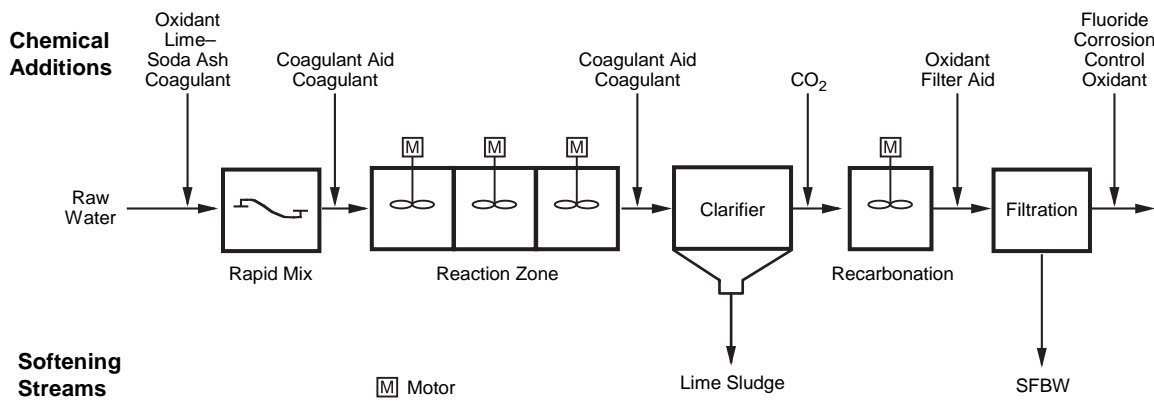 Chemical
Additions
Oxidant
Lime–
Soda Ash
Coagulant
Coagulant Aid
Coagulant
Coagulant Aid
Coagulant
CO2
Oxidant
Filter Aid
Fluoride
Corrosion
Control
Oxidant
M
M
M
M
Raw
Water
Clarifier
Filtration
Rapid Mix
Reaction Zone
Recarbonation
Softening
Streams
M Motor
Lime Sludge
SFBW